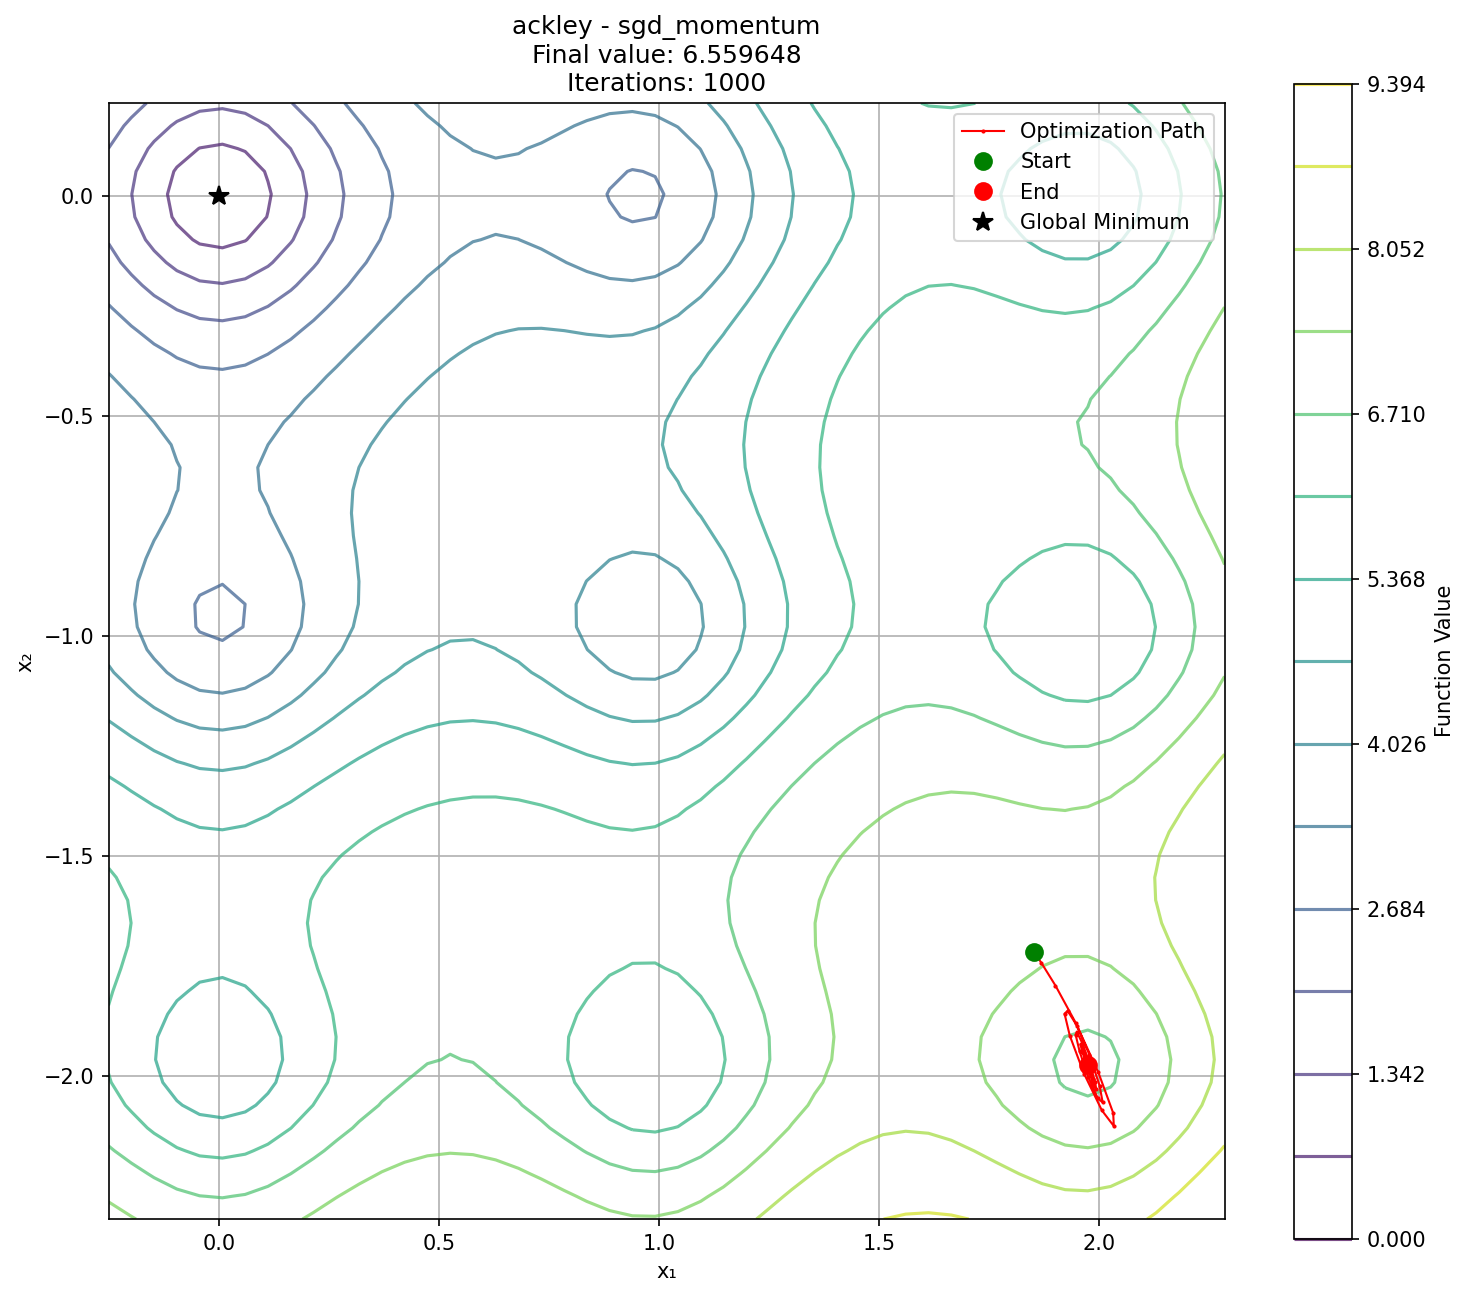 ackley - sgd_momentum
Final value: 6.559648
Iterations: 1000
Optimization Path
Start
End
Global Minimum
0.0
−0.5
−1.0
−1.5
−2.0
x₂
0.0
0.5
1.0
1.5
2.0
x₁
9.394
8.052
6.710
5.368
4.026
2.684
1.342
0.000
Function Value